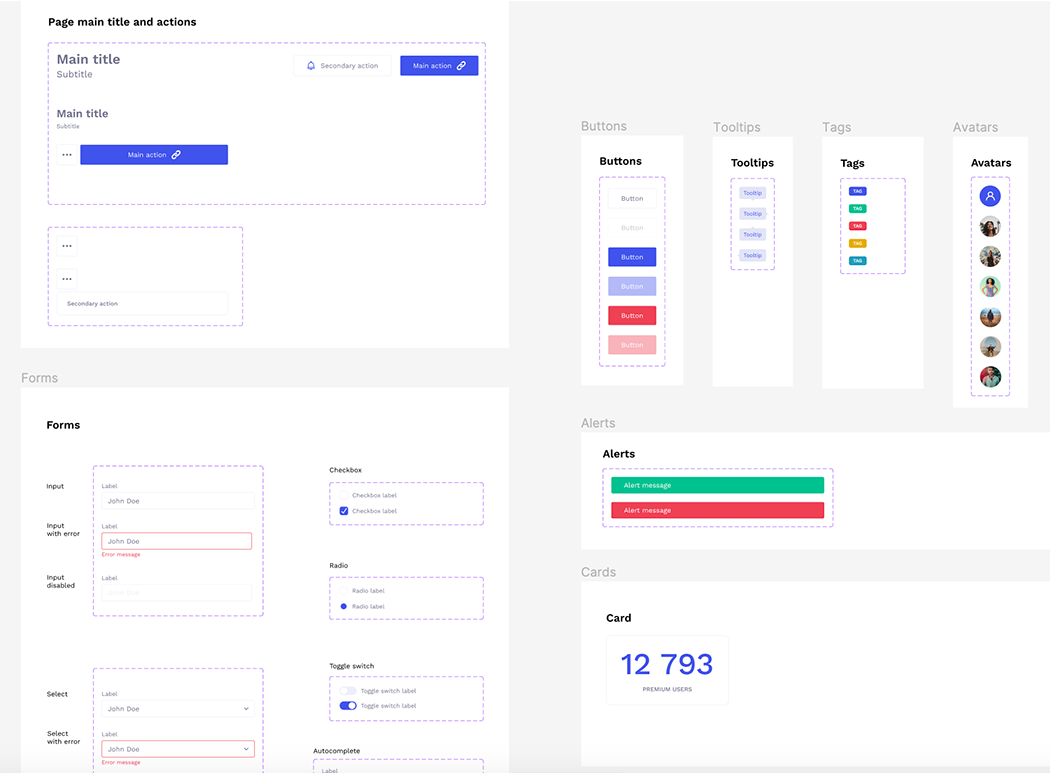 Page main title and actions
Main title
Subtitle
Secondary action
Main action
Main title
Subtitle
Main action
Secondary action
Forms
Forms
Input
Label
John Doe
Input
with error
Label
John Doe
Error message
Input
disabled
Label
John Doe
Select
Label
John Doe
Select
with error
Label
John Doe
Error message
Checkbox
Checkbox label
Checkbox label
Radio
Radio label
Radio label
Toggle switch
Toggle switch label
Toggle switch label
Autocomplete
Label
Buttons
Buttons
Button
Button
Button
Button
Button
Button
Tooltips
Tooltips
Tooltip
Tooltip
Tooltip
Tooltip
Tags
Tags
TAG
TAG
TAG
TAG
TAG
Avatars
Avatars
Alerts
Alerts
Alert message
Alert message
Cards
Card
12 793
PREMIUM USERS